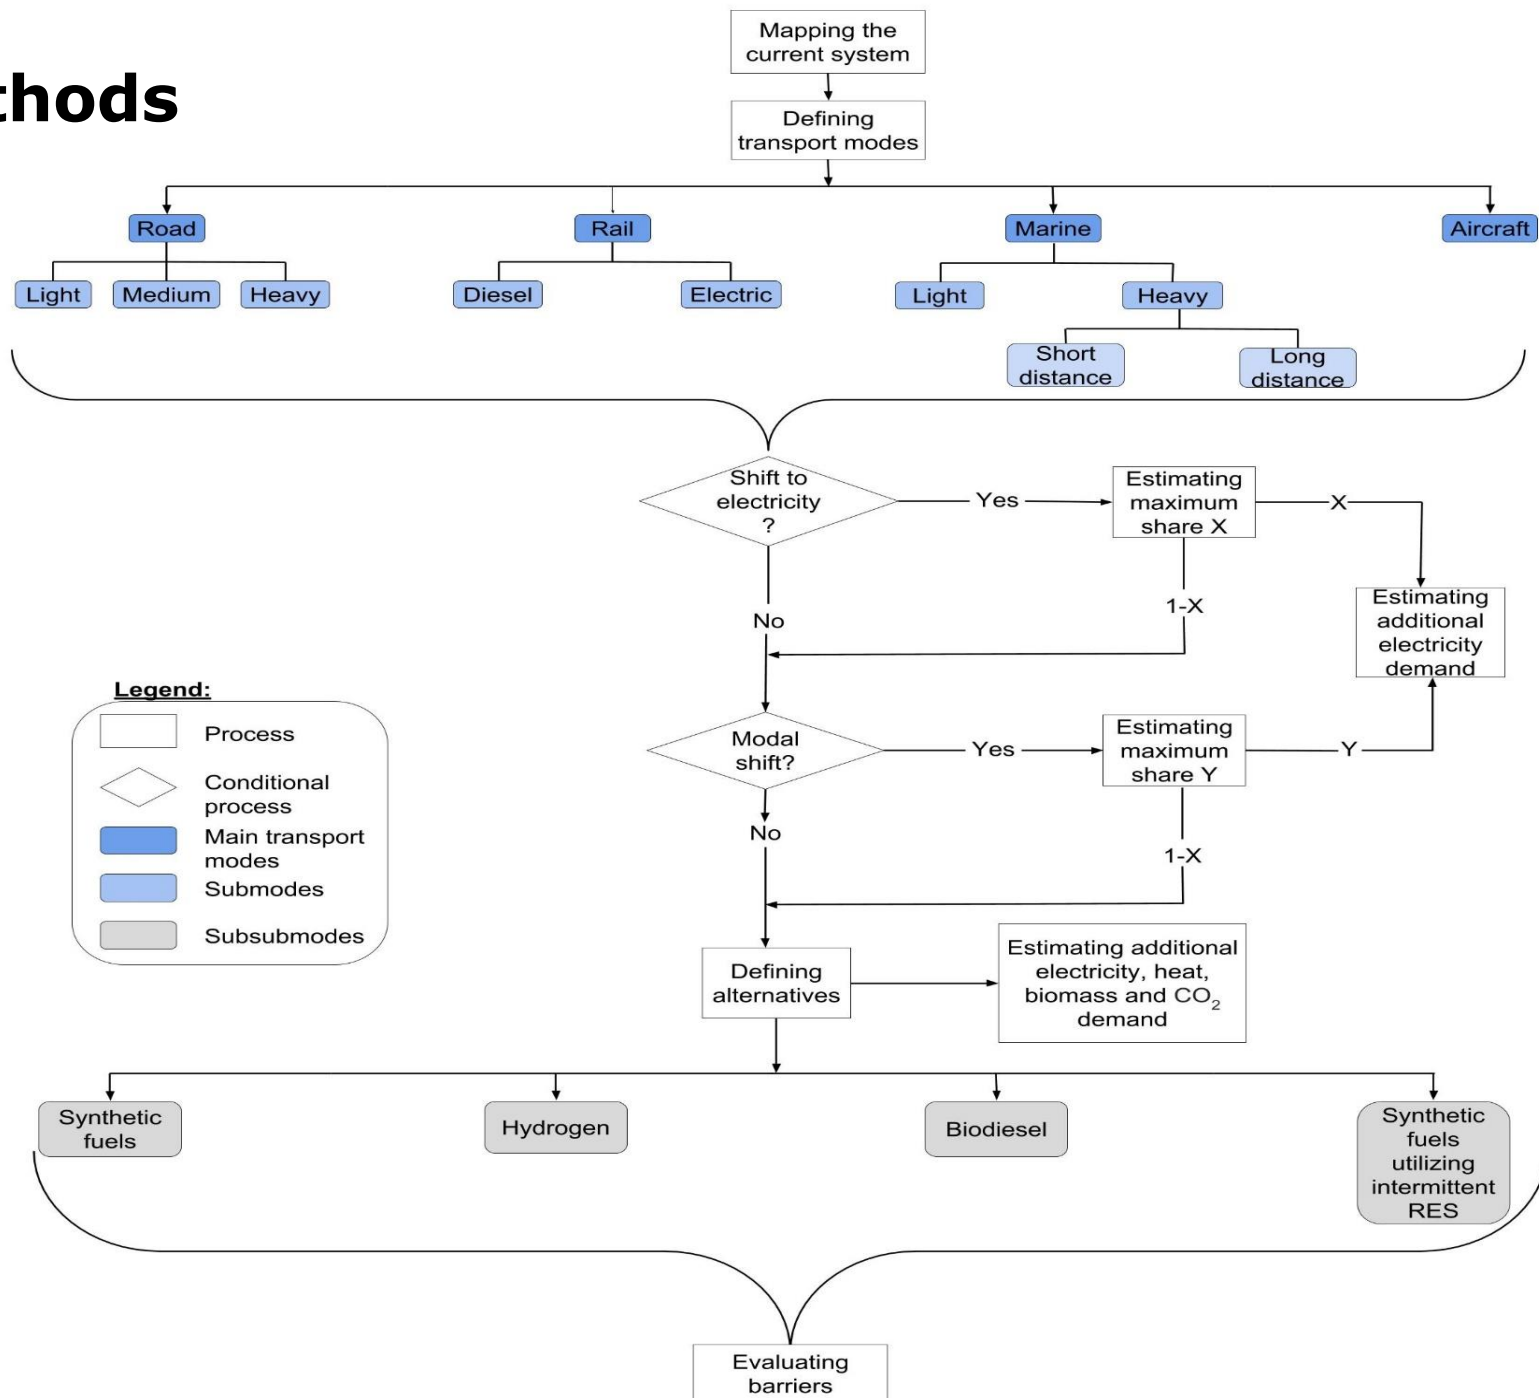 Mapping the
current system
thods
Defining
transport modes
Road
Rail
Marine
Aircraft
Light
Medium
Heavy
Diesel
Electric
Light
Heavy
Short
distance
Long
distance
Shift to
electricity
?
Yes
Estimating
maximum
share X
X
No
1-X
Estimating
additional
electricity
demand
Modal
shift?
Yes
Estimating
maximum
share Y
Y
No
1-X
Legend:
Process
Conditional
process
Main transport
modes
Submodes
Subsubmodes
Defining
alternatives
Estimating additional
electricity, heat,
biomass and CO₂
demand
Synthetic
fuels
Hydrogen
Biodiesel
Synthetic
fuels
utilizing
intermittent
RES
Evaluating
barriers